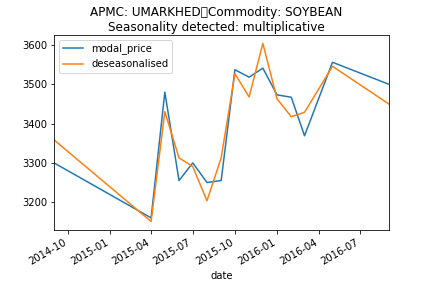 APMC: UMARKHED▯Commodity: SOYBEAN
Seasonality detected: multiplicative
modal_price
deseasonalised
3600
3500
3400
3300
3200
2014-10
2015-01
2015-04
2015-07
2015-10
2016-01
2016-04
2016-07
date